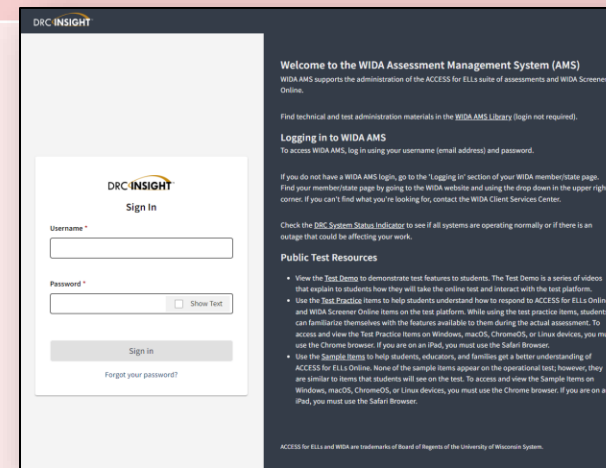 DRC INSIGHT
DRC INSIGHT
Sign In
Username *
Password *
Show Text
Sign in
Forgot your password?
Welcome to the WIDA Assessment Management System (AMS)
WIDA AMS supports the administration of the ACCESS for ELLs suite of assessments and WIDA Screener
Online.
Find technical and test administration materials in the WIDA AMS Library (login not required).
Logging in to WIDA AMS
To access WIDA AMS, log in using your username (email address) and password.
If you do not have a WIDA AMS login, go to the 'Logging in' section of your WIDA member/state page.
Find your member/state page by going to the WIDA website and using the drop down in the upper right
corner. If you can't find what you're looking for, contact the WIDA Client Services Center.
Check the DRC System Status Indicator to see if all systems are operating normally or if there is an
outage that could be affecting your work.
Public Test Resources
• View the Test Demo to demonstrate test features to students. The Test Demo is a series of videos
that explain to students how they will take the online test and interact with the test platform.
• Use the Test Practice items to help students understand how to respond to ACCESS for ELLs Online
and WIDA Screener Online items on the test platform. While using the test practice items, students
can familiarize themselves with the features available to them during the actual assessment. To
access and view the Test Practice Items on Windows, macOS, ChromeOS, or Linux devices, you mu
use the Chrome browser. If you are on an iPad, you must use the Safari Browser.
• Use the Sample Items to help students, educators, and families get a better understanding of
ACCESS for ELLs Online. None of the sample items appear on the operational test; however, they
are similar to items that students will see on the test. To access and view the Sample Items on
Windows, macOS, ChromeOS, or Linux devices, you must use the Chrome browser. If you are on a
iPad, you must use the Safari Browser.
ACCESS for ELLs and WIDA are trademarks of Board of Regents of the University of Wisconsin System.